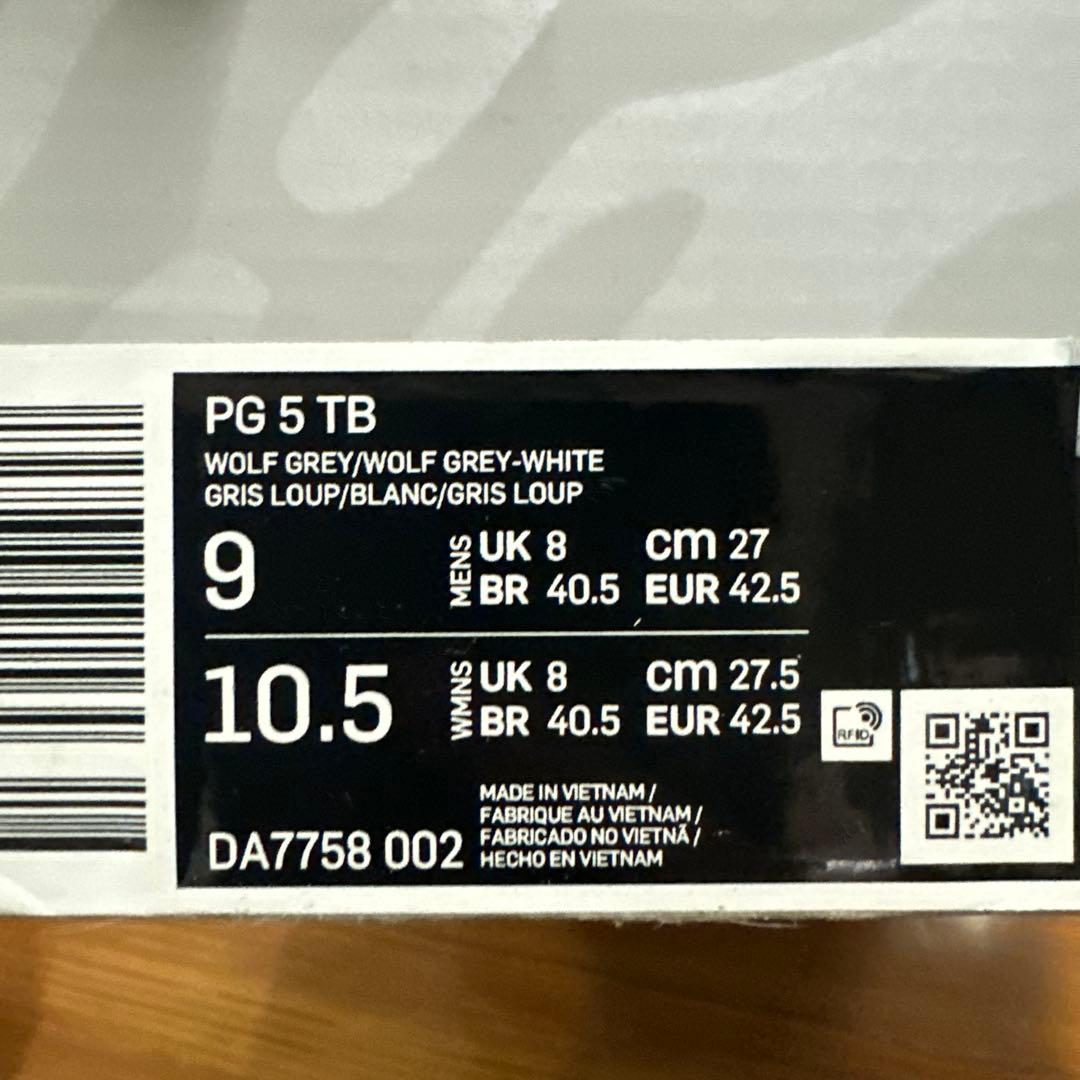 PG 5 TB
WOLF GREY/WOLF GREY-WHITE
GRIS LOUP/BLANC/GRIS LOUP
9
MENS
UK 8 cm 27
BR 40.5 EUR 42.5
10.5
WMNS
UK 8 cm 27.5
BR 40.5 EUR 42.5
RFID
DA7758 002
MADE IN VIETNAM /
FABRIQUE AU VIETNAM /
FABRICADO NO VIETNÃ /
HECHO EN VIETNAM